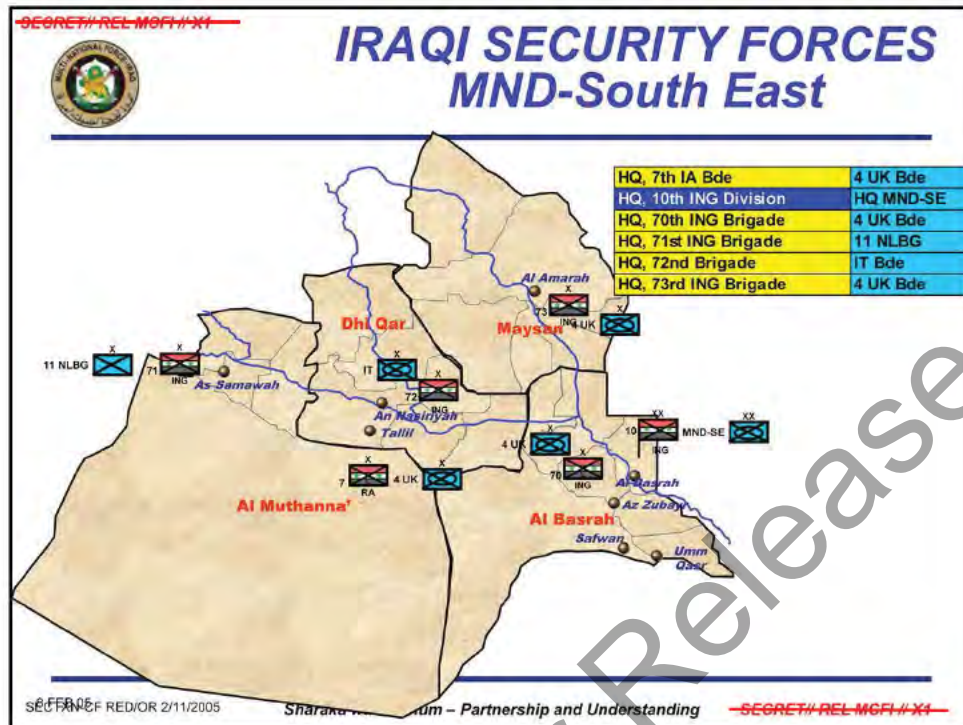 SECRET// REL MCFI // X1
IRAQI SECURITY FORCES
MND-South East
HQ, 7th IA Bde 4 UK Bde
HQ, 10th ING Division HQ MND-SE
HQ, 70th ING Brigade 4 UK Bde
HQ, 71st ING Brigade 11 NLBG
HQ, 72nd Brigade IT Bde
HQ, 73rd ING Brigade 4 UK Bde
Al Amarah
X
73
ING
X
4 UK
Maysan
Dhi Qar
X
11 NLBG
X
71
ING
As Samawah
X
IT
X
72
ING
An Nasiriyah
Tallil
XX
10
ING
XX
MND-SE
X
4 UK
X
70
ING
X
7
RA
X
4 UK
Al Basrah
Az Zubayr
Al Muthanna'
Al Basrah
Safwan
Umm
Qasr
Release
SECTXN-CF RED/OR 2/11/2005
– Partnership and Understanding
SECRET// REL MCFI // X1